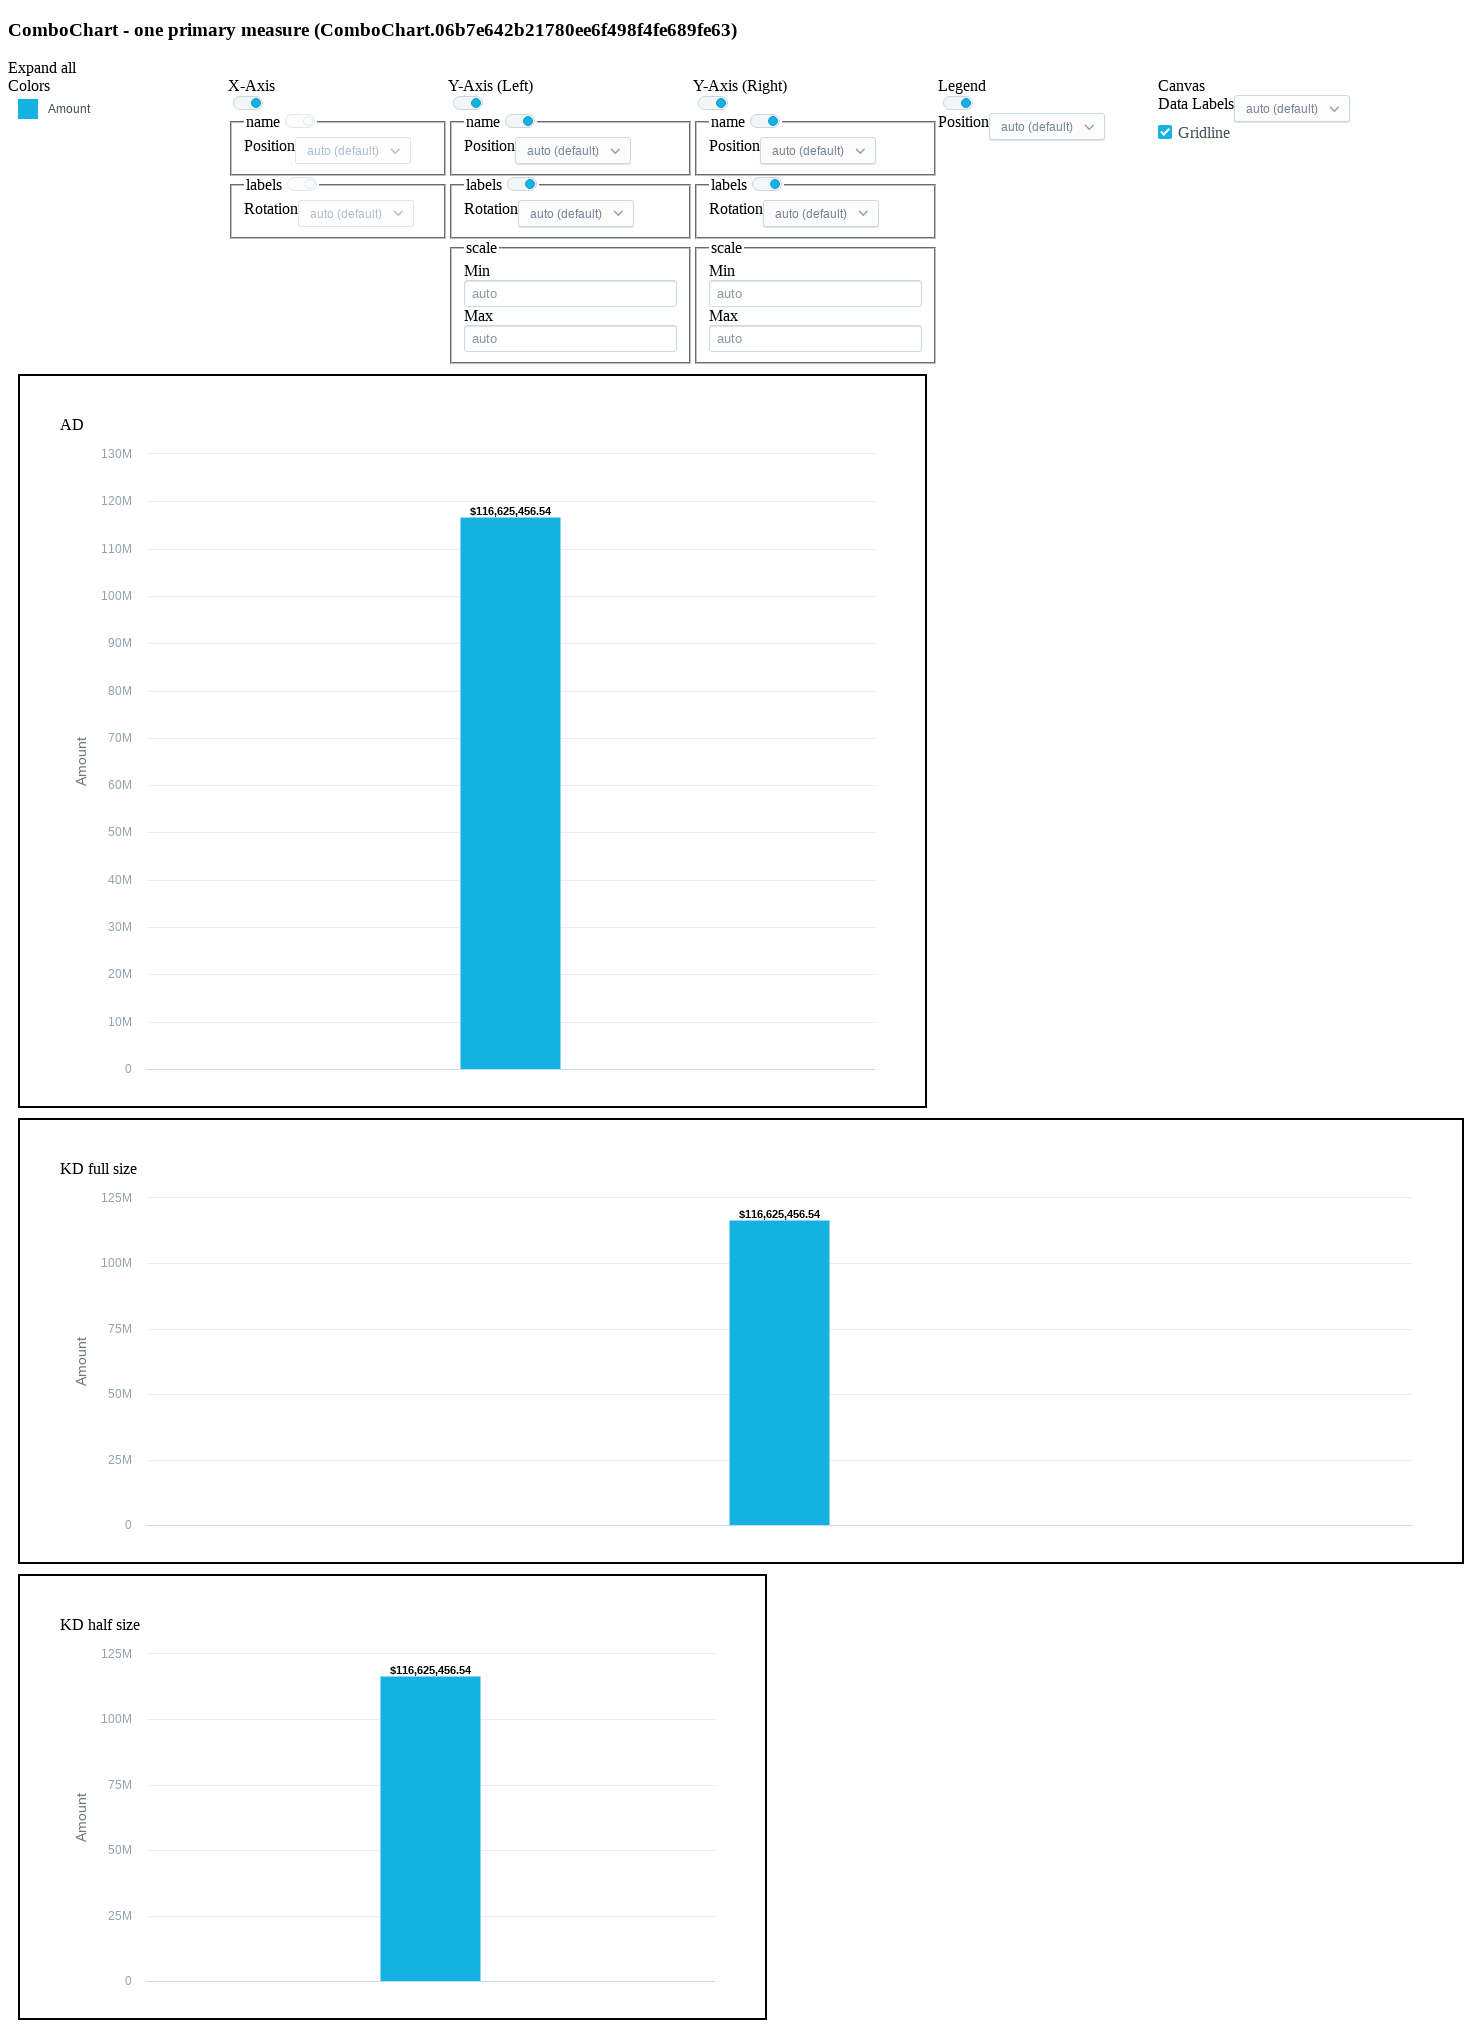 ComboChart - one primary measure (ComboChart.06b7e642b21780ee6f498f4fe689fe63)
Expand all
Colors
Amount
X-Axis
name
Position auto (default)
labels
Rotation auto (default)
Y-Axis (Left)
name
Position auto (default)
labels
Rotation auto (default)
scale
Min
auto
Max
auto
Y-Axis (Right)
name
Position auto (default)
labels
Rotation auto (default)
scale
Min
auto
Max
auto
Legend
Position auto (default)
Canvas
Data Labels auto (default)
Gridline
AD
130M
120M
$116,625,456.54
110M
100M
90M
80M
70M
Amount
60M
50M
40M
30M
20M
10M
0
KD full size
125M
$116,625,456.54
100M
75M
Amount
50M
25M
0
KD half size
125M
$116,625,456.54
100M
75M
Amount
50M
25M
0